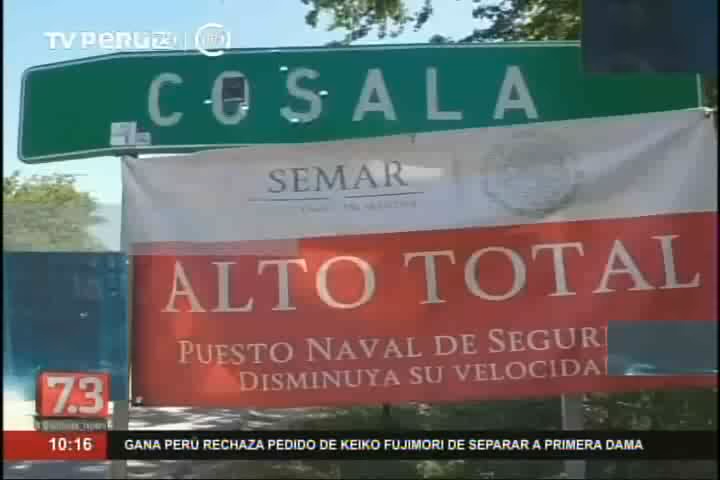 TV PERÚ
COSALA
SEMAR
ALTO TOTAL
PUESTO NAVAL DE SEGURI
DISMINUYA SU VELOCIDA
7.3
10:16
GANA PERÚ RECHAZA PEDIDO DE KEIKO FUJIMORI DE SEPARAR A PRIMERA DAMA